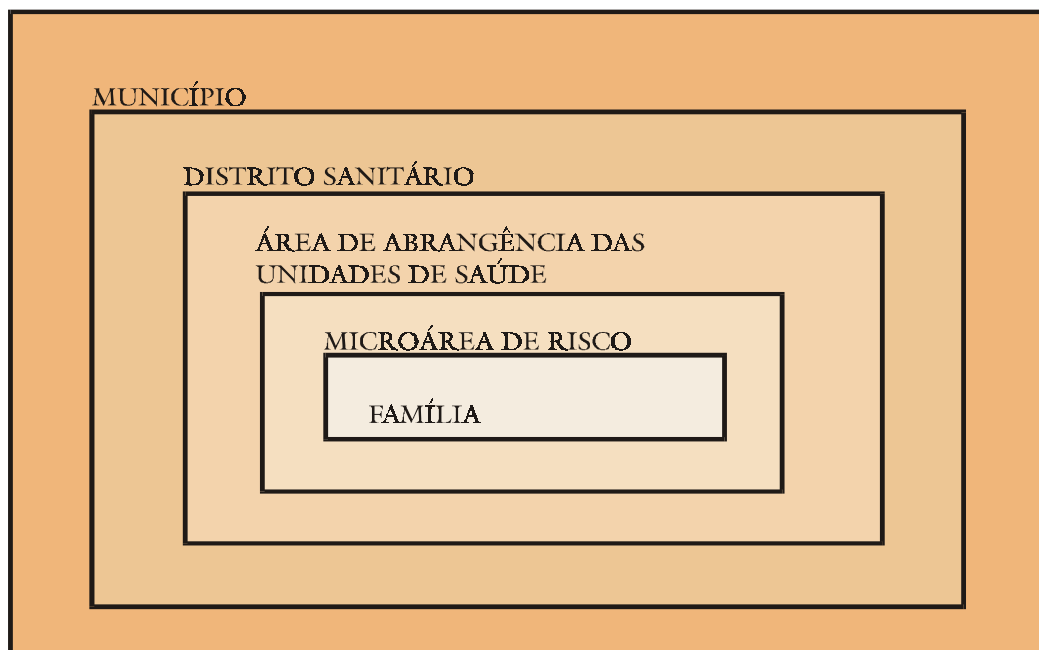 MUNICÍPIO
DISTRITO SANITÁRIO
ÁREA DE ABRANGÊNCIA DAS
UNIDADES DE SAÚDE
MICROÁREA DE RISCO
FAMÍLIA